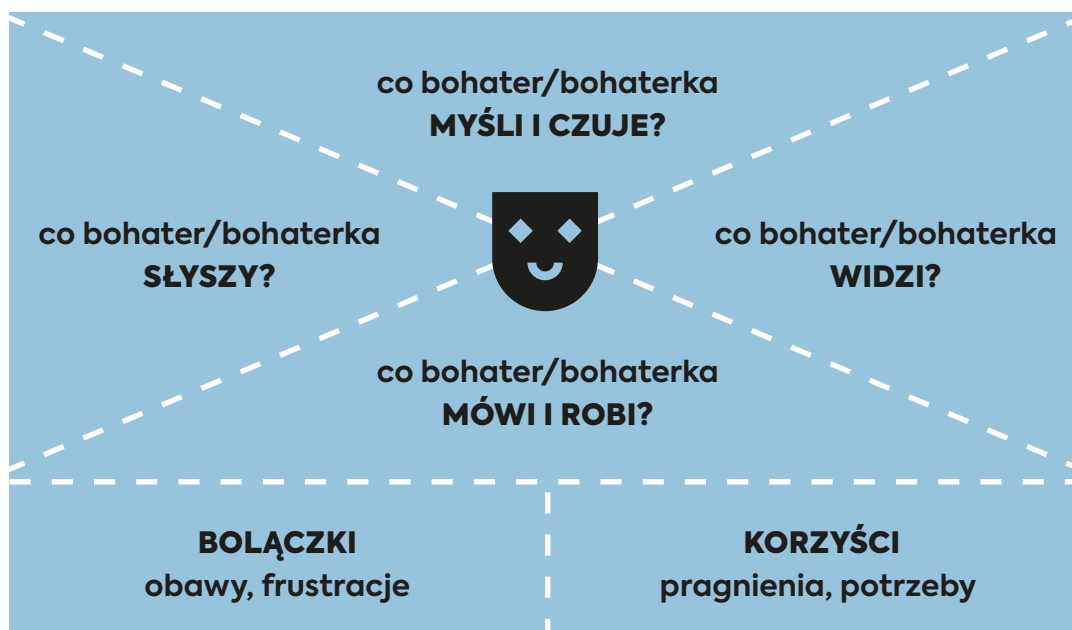 co bohater/bohaterka
MYŚLI I CZUJE?
co bohater/bohaterka
SŁYSZY?
co bohater/bohaterka
WIDZI?
co bohater/bohaterka
MÓWI I ROBI?
BOLĄCZKI
obawy, frustracje
KORZYŚCI
pragnienia, potrzeby